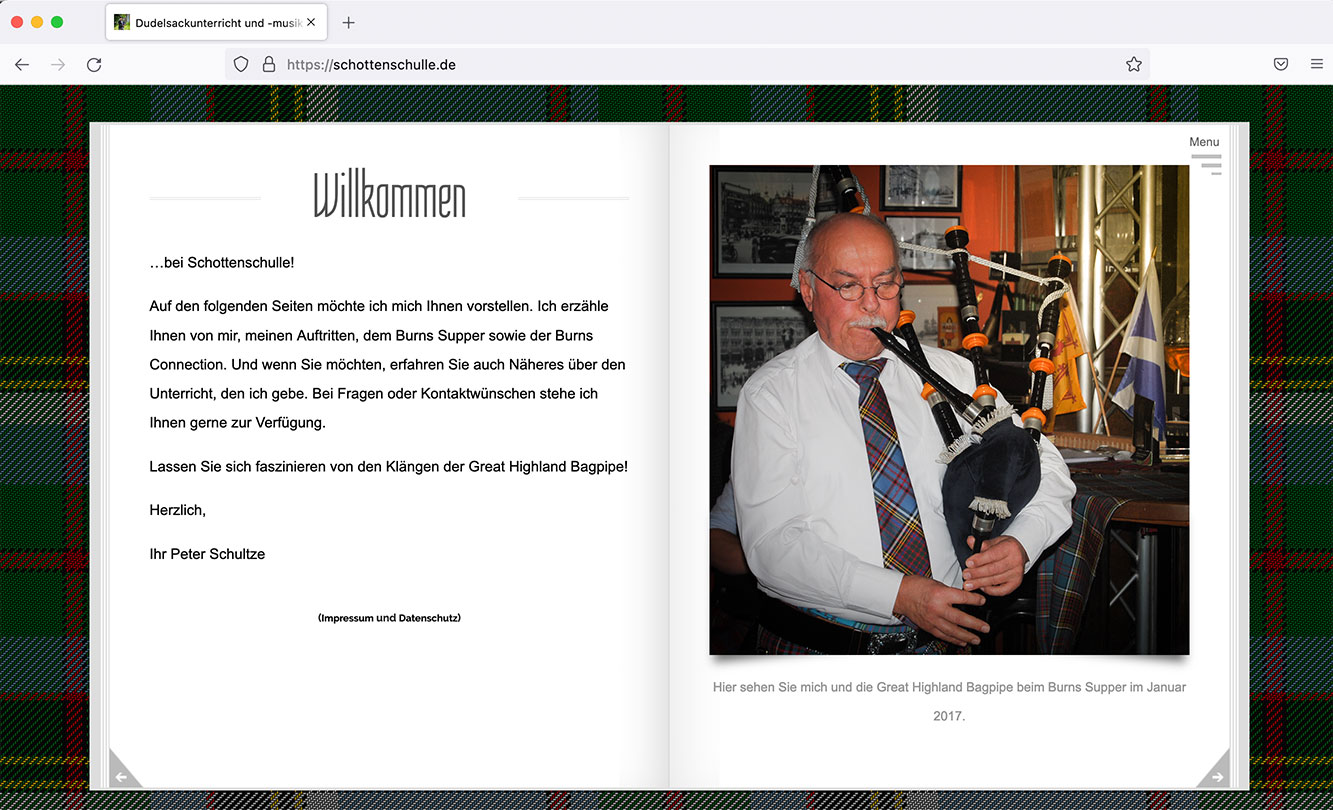 Dudelsackunterricht und -musik
https://schottenschulle.de
Menu
Willkommen
…bei Schottenschulle!
Auf den folgenden Seiten möchte ich mich Ihnen vorstellen. Ich erzähle
Ihnen von mir, meinen Auftritten, dem Burns Supper sowie der Burns
Connection. Und wenn Sie möchten, erfahren Sie auch Näheres über den
Unterricht, den ich gebe. Bei Fragen oder Kontaktwünschen stehe ich
Ihnen gerne zur Verfügung.
Lassen Sie sich faszinieren von den Klängen der Great Highland Bagpipe!
Herzlich,
Ihr Peter Schultze
(Impressum und Datenschutz)
Hier sehen Sie mich und die Great Highland Bagpipe beim Burns Supper im Januar
2017.